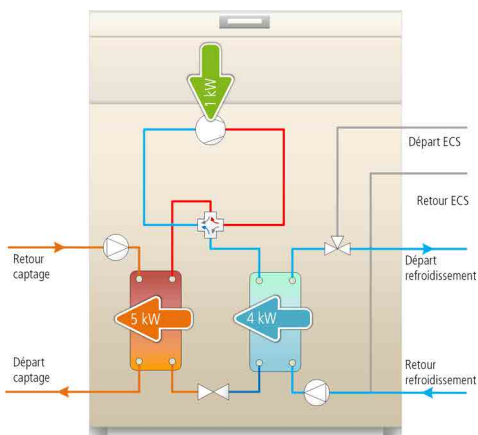 1 kW
Départ ECS
Retour ECS
Retour
captage
Départ
refroidissement
5 kW
4 kW
Départ
captage
Retour
refroidissement